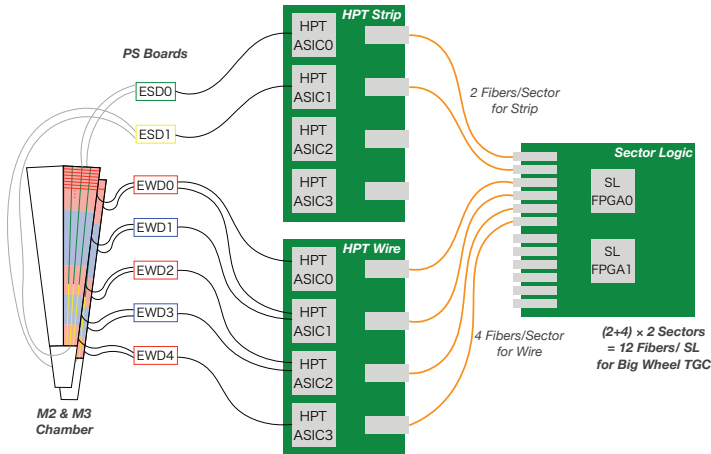 HPT Strip
PS Boards
HPT
ASIC0
ESD0
HPT
ASIC1
ESD1
HPT
ASIC2
HPT
ASIC3
2 Fibers/Sector
for Strip
Sector Logic
SL
FPGA0
SL
FPGA1
EWD0
EWD1
EWD2
EWD3
EWD4
HPT Wire
HPT
ASIC0
HPT
ASIC1
HPT
ASIC2
HPT
ASIC3
4 Fibers/Sector
for Wire
(2+4) × 2 Sectors
= 12 Fibers/ SL
for Big Wheel TGC
M2 & M3
Chamber